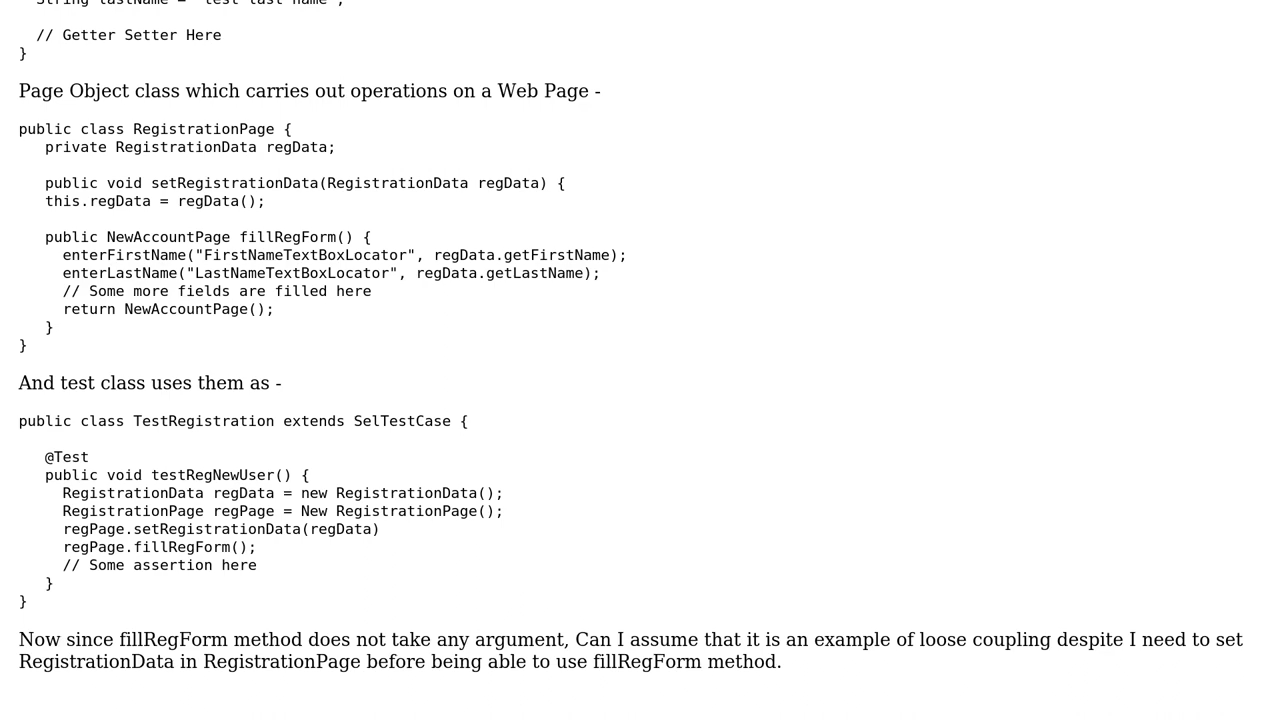 String lastName = "test last name";
// Getter Setter Here
}
Page Object class which carries out operations on a Web Page -
public class RegistrationPage {
private RegistrationData regData;
public void setRegistrationData(RegistrationData regData) {
this.regData = regData();
public NewAccountPage fillRegForm() {
enterFirstName("FirstNameTextBoxLocator", regData.getFirstName);
enterLastName("LastNameTextBoxLocator", regData.getLastName);
// Some more fields are filled here
return NewAccountPage();
}
}
And test class uses them as -
public class TestRegistration extends SelTestCase {
@Test
public void testRegNewUser() {
RegistrationData regData = new RegistrationData();
RegistrationPage regPage = New RegistrationPage();
regPage.setRegistrationData(regData)
regPage.fillRegForm();
// Some assertion here
}
}
Now since fillRegForm method does not take any argument, Can I assume that it is an example of loose coupling despite I need to set
RegistrationData in RegistrationPage before being able to use fillRegForm method.